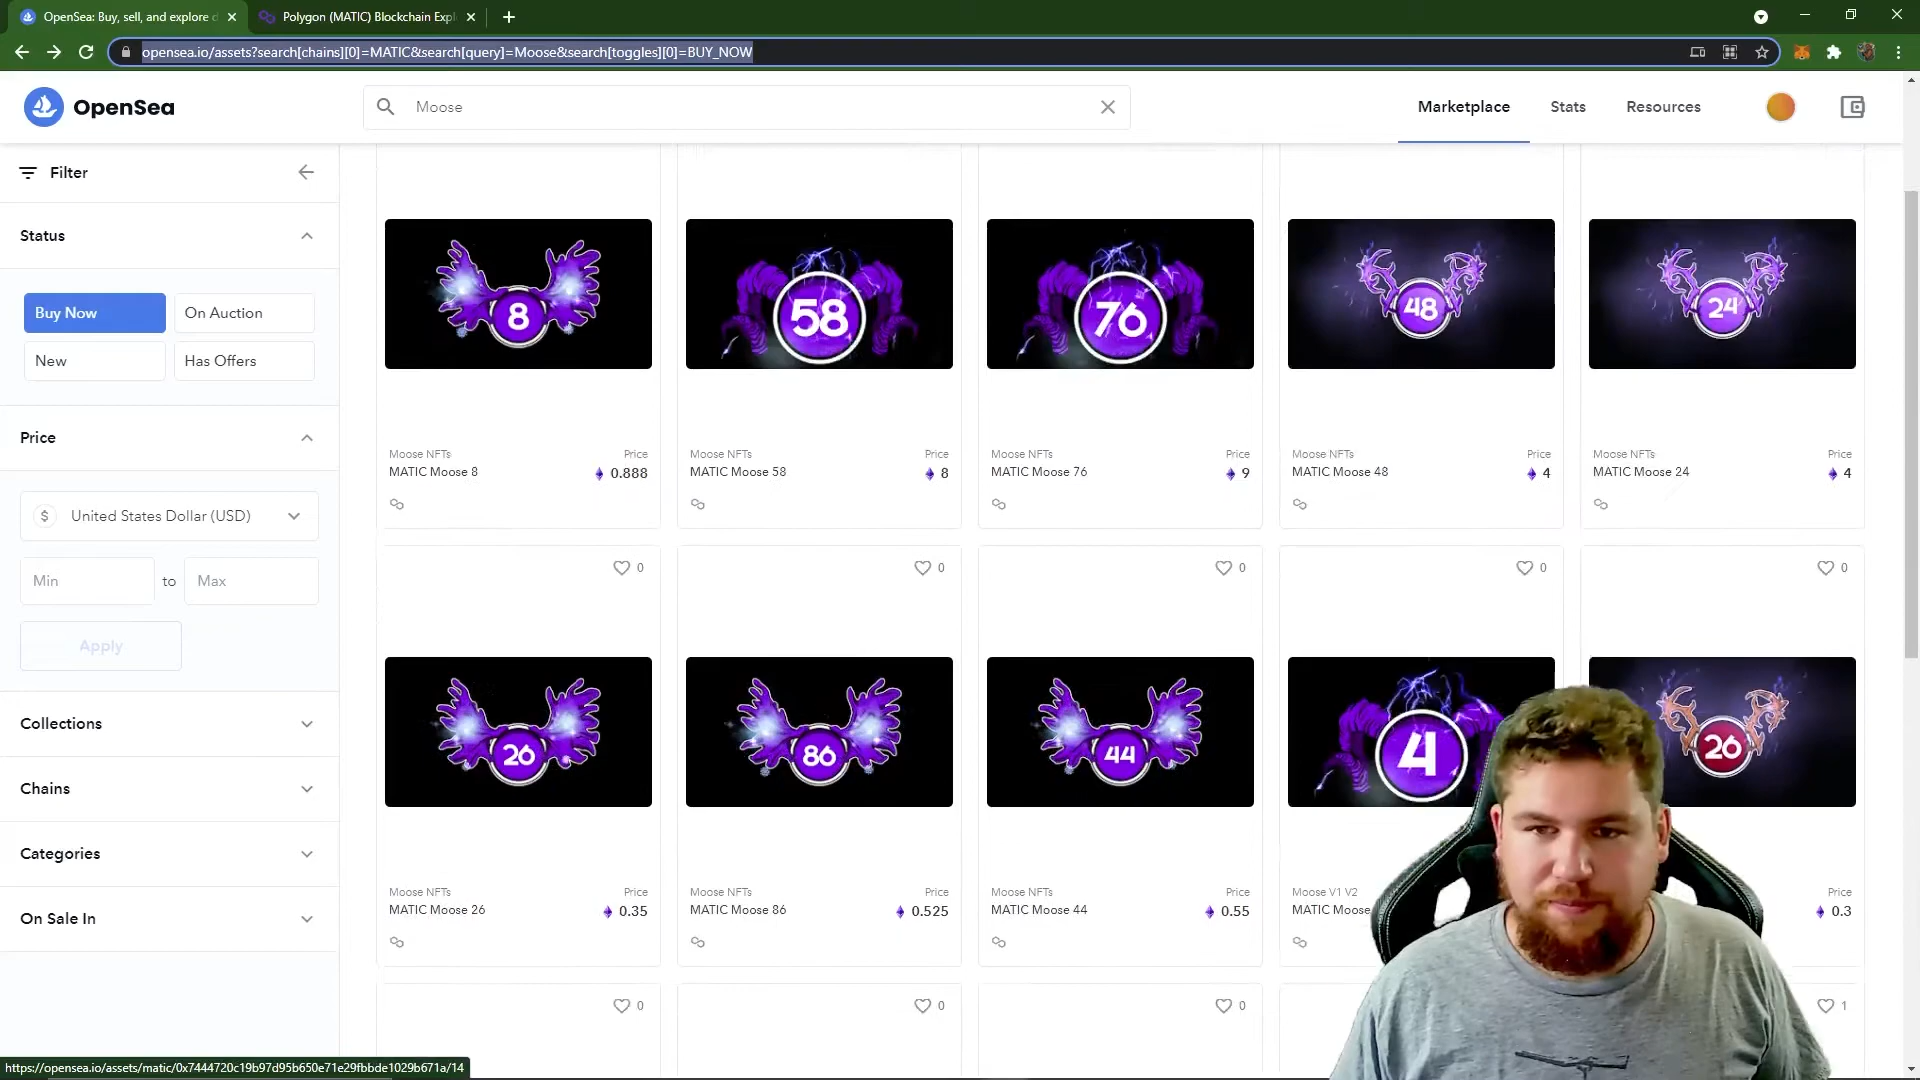 OpenSea: Buy, sell, and explore d
Polygon (MATIC) Blockchain Expl
opensea.io/assets?search[chains][0]=MATIC&search[query]=Moose&search[toggles][0]=BUY_NOW
OpenSea
Moose
Marketplace
Stats
Resources
Filter
Status
Buy Now
On Auction
New
Has Offers
Price
$ United States Dollar (USD)
Min to Max
Apply
Collections
Chains
Categories
On Sale In
8
58
76
48
24
Moose NFTs Price
MATIC Moose 8 0.888
Moose NFTs Price
MATIC Moose 58 8
Moose NFTs Price
MATIC Moose 76 9
Moose NFTs Price
MATIC Moose 48 4
Moose NFTs Price
MATIC Moose 24 4
0
0
0
0
0
26
86
44
4
26
Moose NFTs Price
MATIC Moose 26 0.35
Moose NFTs Price
MATIC Moose 86 0.525
Moose NFTs Price
MATIC Moose 44 0.55
Moose V1 V2
MATIC Moose
Price
0.3
0
0
0
1
https://opensea.io/assets/matic/0x7444720c19b97d95b650e71e29fbbde1029b671a/14